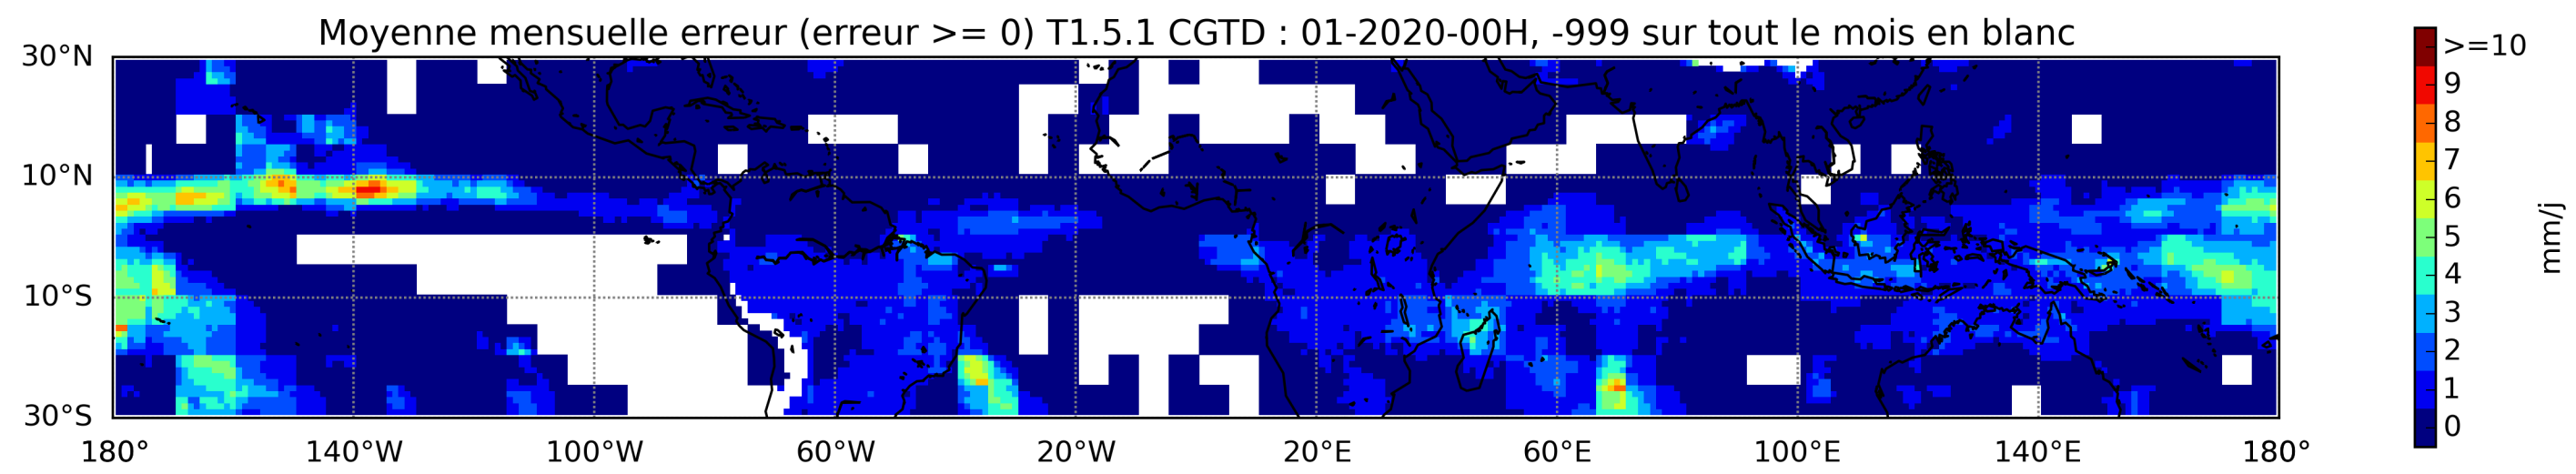 Moyenne mensuelle erreur (erreur >= 0) T1.5.1 CGTD : 01-2020-00H, -999 sur tout le mois en blanc
30°N
10°N
10°S
30°S
180° 140°W 100°W 60°W 20°W 20°E 60°E 100°E 140°E 180°
>=10
9
8
7
6
5
4
3
2
1
0
mm/j